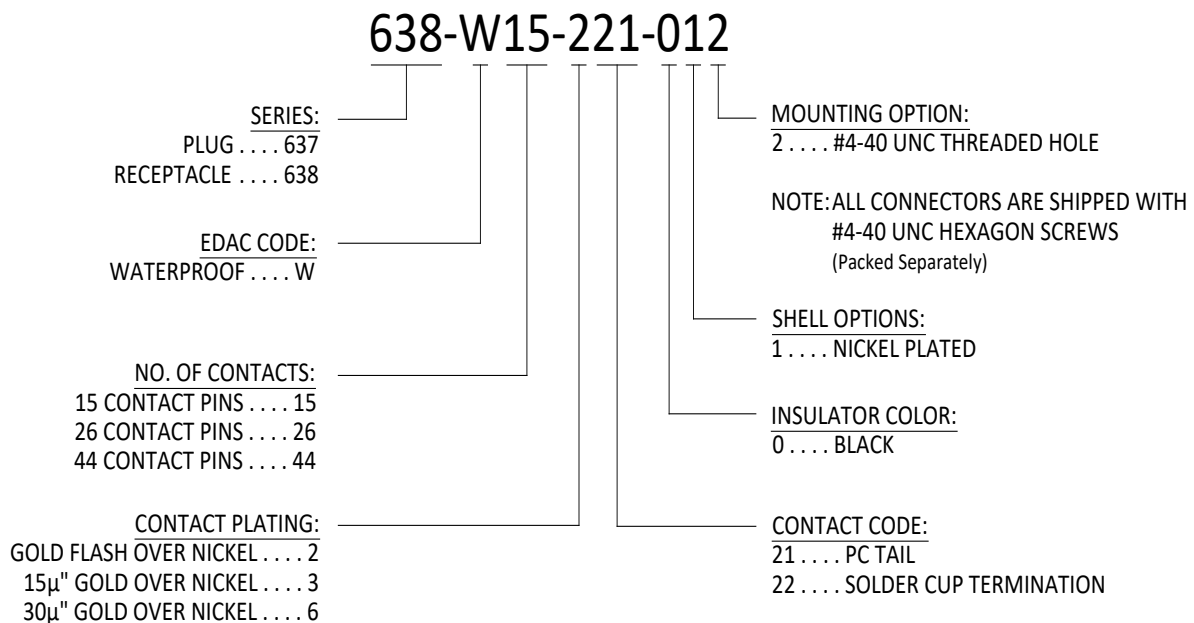 638-W15-221-012
SERIES:
PLUG . . . . 637
RECEPTACLE . . . . 638
EDAC CODE:
WATERPROOF . . . . W
NO. OF CONTACTS:
15 CONTACT PINS . . . . 15
26 CONTACT PINS . . . . 26
44 CONTACT PINS . . . . 44
CONTACT PLATING:
GOLD FLASH OVER NICKEL . . . . 2
15µ" GOLD OVER NICKEL . . . . 3
30µ" GOLD OVER NICKEL . . . . 6
MOUNTING OPTION:
2 . . . . #4-40 UNC THREADED HOLE
NOTE: ALL CONNECTORS ARE SHIPPED WITH
#4-40 UNC HEXAGON SCREWS
(Packed Separately)
SHELL OPTIONS:
1 . . . . NICKEL PLATED
INSULATOR COLOR:
0 . . . . BLACK
CONTACT CODE:
21 . . . . PC TAIL
22 . . . . SOLDER CUP TERMINATION